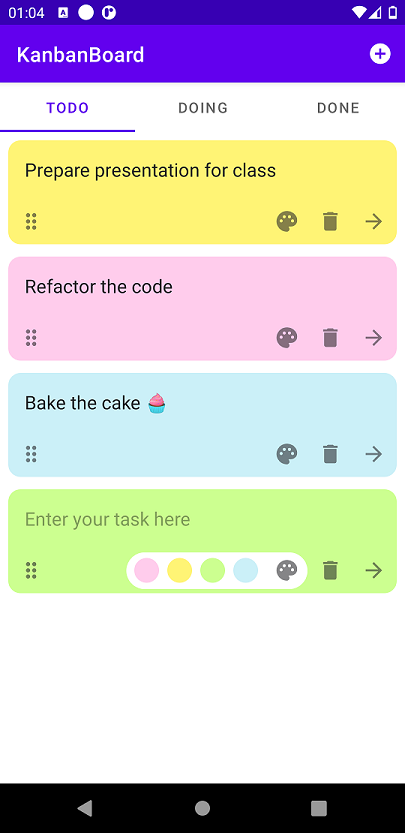 01:04
KanbanBoard
TODO DOING DONE
Prepare presentation for class
Refactor the code
Bake the cake 🧁
Enter your task here